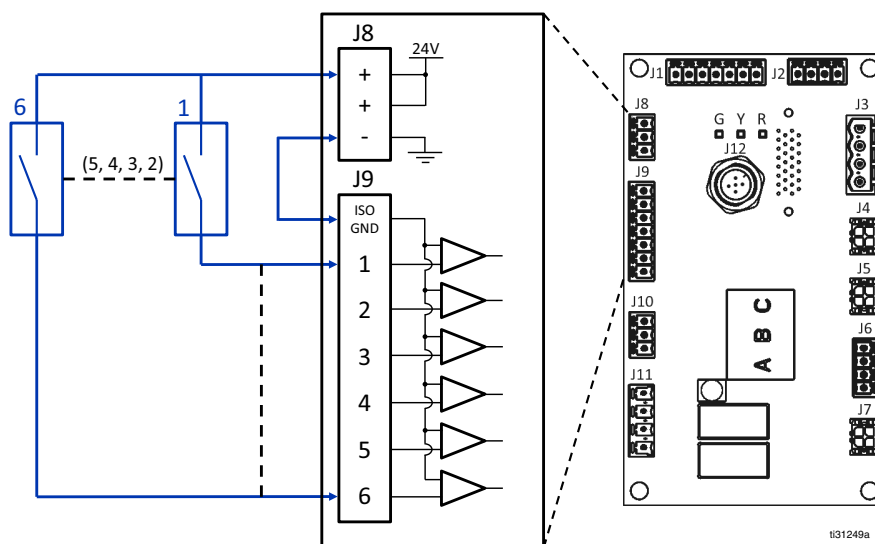 J8
24V
+
+
-
6
1
(5, 4, 3, 2)
J9
ISO
GND
1
2
3
4
5
6
J1
J2
J8
G Y R
J3
J12
J9
J4
J5
J10
A B C
J6
J11
J7
ti31249a